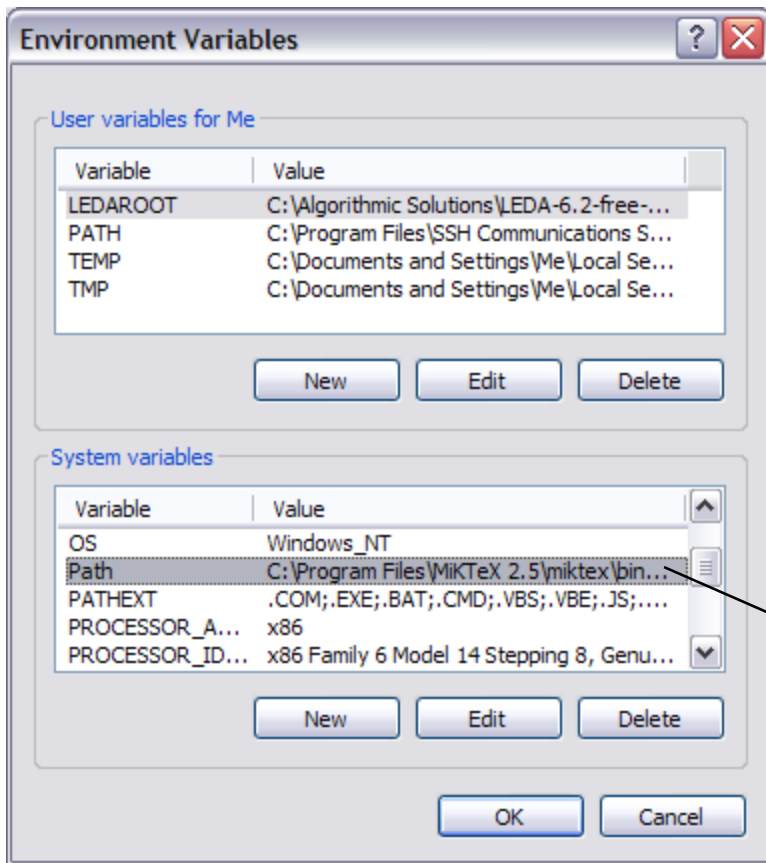 Environment Variables
User variables for Me
Variable Value
LEDAROOT C:\Algorithmic Solutions\LEDA-6.2-free-...
PATH C:\Program Files\SSH Communications S...
TEMP C:\Documents and Settings\Me\Local Se...
TMP C:\Documents and Settings\Me\Local Se...
New Edit Delete
System variables
Variable Value
OS Windows_NT
Path C:\Program Files\MiKTeX 2.5\miktex\bin...
PATHEXT .COM;.EXE;.BAT;.CMD;.VBS;.VBE;.JS;....
PROCESSOR_A... x86
PROCESSOR_ID... x86 Family 6 Model 14 Stepping 8, Genu...
New Edit Delete
OK Cancel